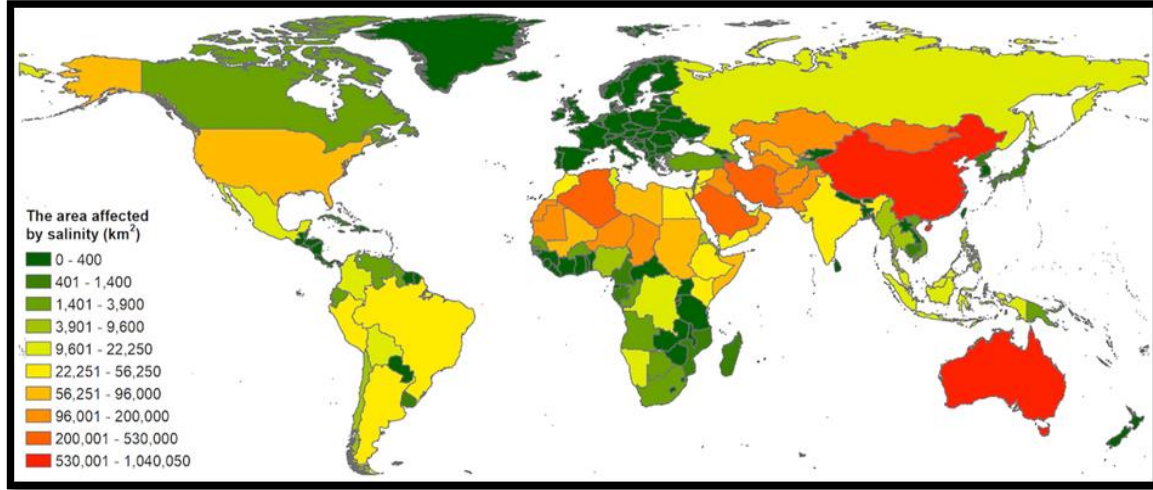 The area affected
by salinity (km²)
0 - 400
401 - 1,400
1,401 - 3,900
3,901 - 9,600
9,601 - 22,250
22,251 - 56,250
56,251 - 96,000
96,001 - 200,000
200,001 - 530,000
530,001 - 1,040,050